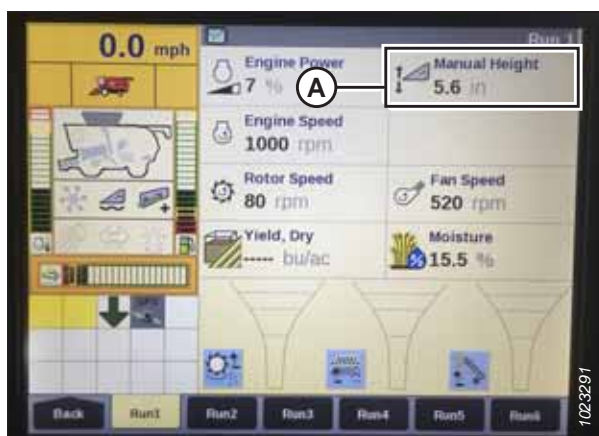 0.0 mph
Run 1
Engine Power
7 %
A
Manual Height
5.6 in
Engine Speed
1000 rpm
Rotor Speed
80 rpm
Fan Speed
520 rpm
Yield, Dry
----- bu/ac
Moisture
15.5 %
Back
Run1
Run2
Run3
Run4
Run5
Run6
1023291